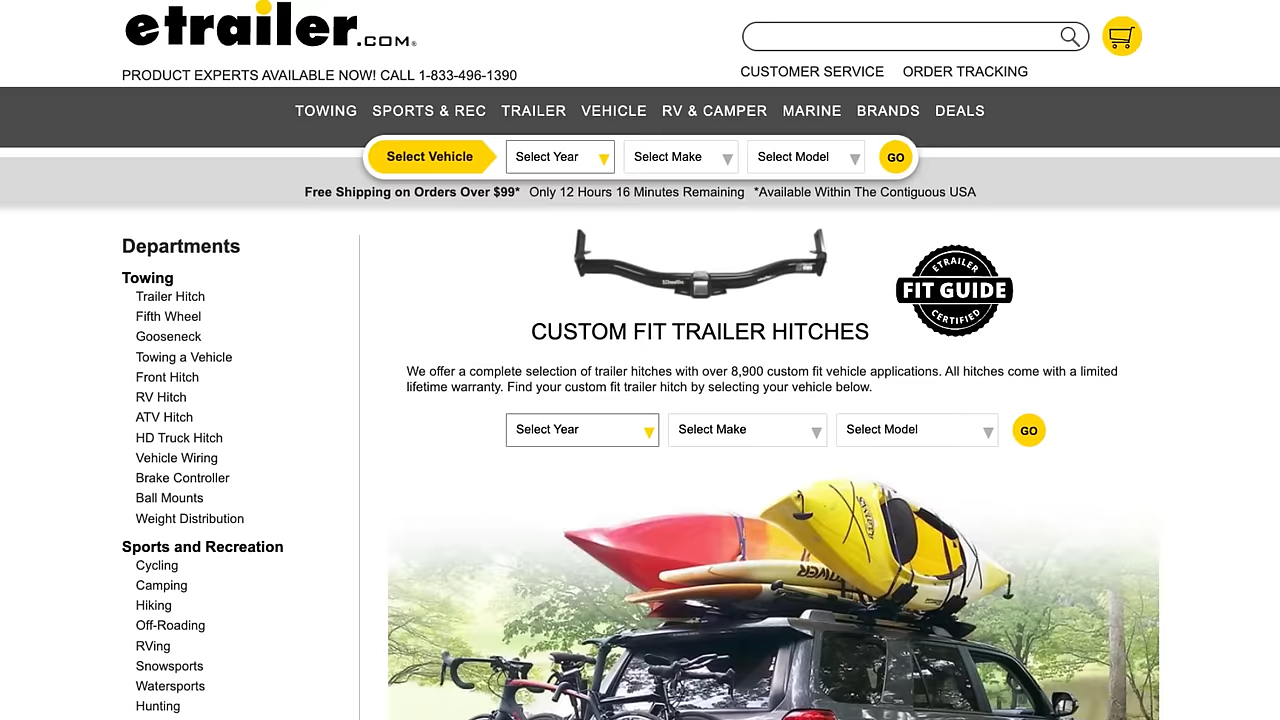 etrailer.COM®
PRODUCT EXPERTS AVAILABLE NOW! CALL 1-833-496-1390
CUSTOMER SERVICE ORDER TRACKING
TOWING SPORTS & REC TRAILER VEHICLE RV & CAMPER MARINE BRANDS DEALS
Select Vehicle Select Year Select Make Select Model GO
Free Shipping on Orders Over $99* Only 12 Hours 16 Minutes Remaining *Available Within The Contiguous USA
Departments
Towing
Trailer Hitch
Fifth Wheel
Gooseneck
Towing a Vehicle
Front Hitch
RV Hitch
ATV Hitch
HD Truck Hitch
Vehicle Wiring
Brake Controller
Ball Mounts
Weight Distribution
Sports and Recreation
Cycling
Camping
Hiking
Off-Roading
RVing
Snowsports
Watersports
Hunting
ETRAILER
FIT GUIDE
CERTIFIED
CUSTOM FIT TRAILER HITCHES
We offer a complete selection of trailer hitches with over 8,900 custom fit vehicle applications. All hitches come with a limited
lifetime warranty. Find your custom fit trailer hitch by selecting your vehicle below.
Select Year Select Make Select Model GO